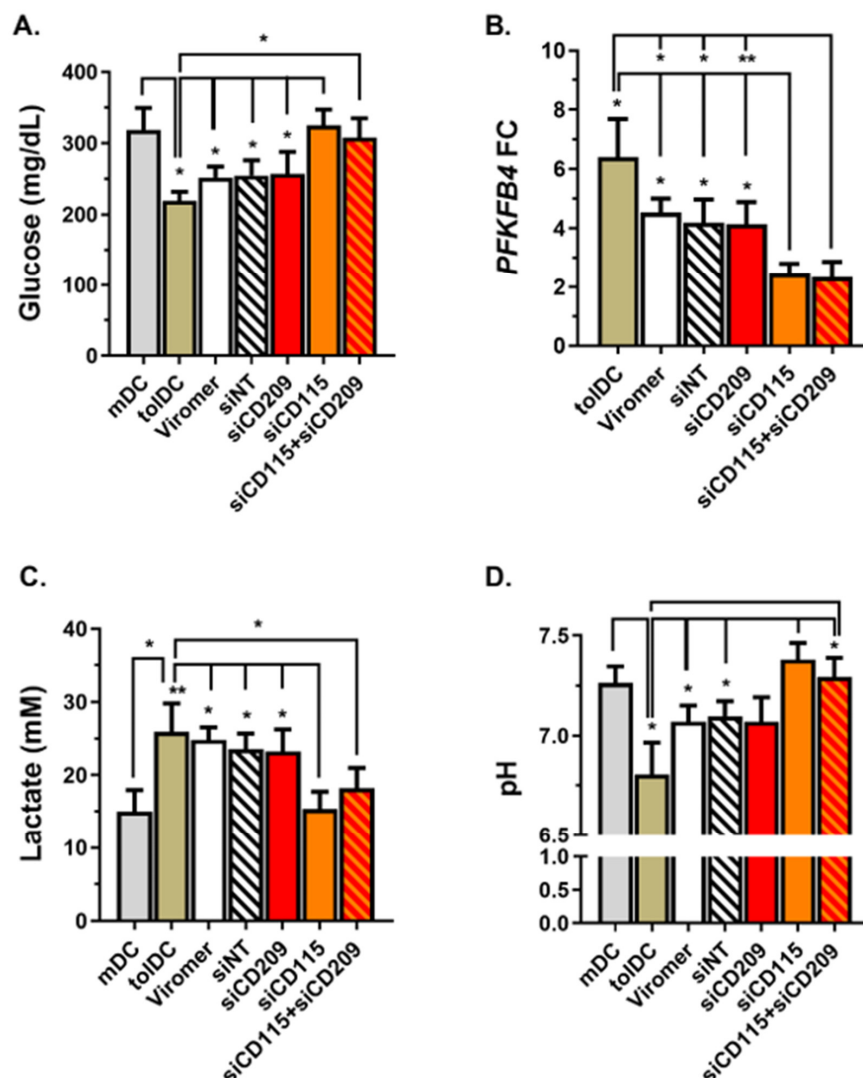 A.
*
Glucose (mg/dL)
400
300
200
100
0
* * * *
mDC
tolDC
Viromer
siNT
siCD209
siCD115
siCD115+siCD209
B.
PFKFB4 FC
10
8
6
4
2
0
* * **
*
* * *
tolDC
Viromer
siNT
siCD209
siCD115
siCD115+siCD209
C.
Lactate (mM)
40
30
20
10
0
* *
** * * *
mDC
tolDC
Viromer
siNT
siCD209
siCD115
siCD115+siCD209
D.
pH
7.5
7.0
6.5
1.0
0.5
0.0
* * * *
mDC
tolDC
Viromer
siNT
siCD209
siCD115
siCD115+siCD209